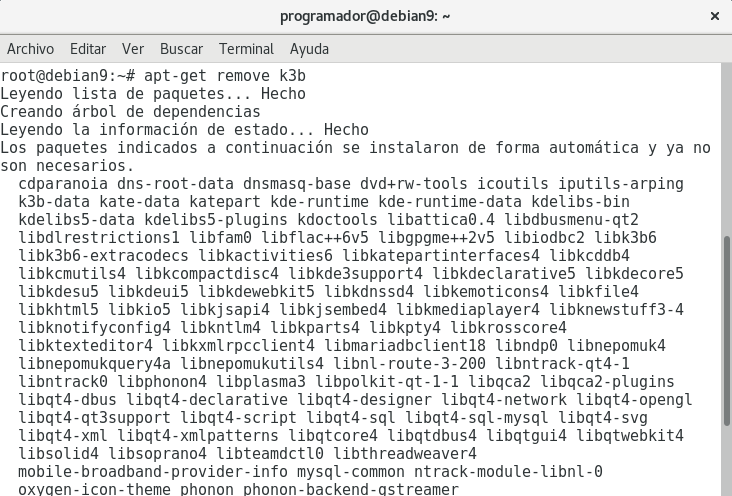 programador@debian9: ~
×
Archivo Editar Ver Buscar Terminal Ayuda
root@debian9:~# apt-get remove k3b
Leyendo lista de paquetes... Hecho
Creando árbol de dependencias
Leyendo la información de estado... Hecho
Los paquetes indicados a continuación se instalaron de forma automática y ya no
son necesarios.
cdparanoia dns-root-data dnsmasq-base dvd+rw-tools icoutils iputils-arping
k3b-data kate-data katepart kde-runtime kde-runtime-data kdelibs-bin
kdelibs5-data kdelibs5-plugins kdoctools libattica0.4 libdbusmenu-qt2
libdlrestrictions1 libfam0 libflac++6v5 libgpgme++2v5 libiodbc2 libk3b6
libk3b6-extracodecs libkactivities6 libkatepartinterfaces4 libkcddb4
libkcmutils4 libkcompactdisc4 libkde3support4 libkdeclarative5 libkdecore5
libkdesu5 libkdeui5 libkdewebkit5 libkdnssd4 libkemoticons4 libkfile4
libkhtml5 libkio5 libkjsapi4 libkjsembed4 libkmediaplayer4 libknewstuff3-4
libknotifyconfig4 libkntlm4 libkparts4 libkpty4 libkrosscore4
libktexteditor4 libkxmlrpcclient4 libmariadbclient18 libndp0 libnepomuk4
libnepomukquery4a libnepomukutils4 libnl-route-3-200 libntrack-qt4-1
libntrack0 libphonon4 libplasma3 libpolkit-qt-1-1 libqca2 libqca2-plugins
libqt4-dbus libqt4-declarative libqt4-designer libqt4-network libqt4-opengl
libqt4-qt3support libqt4-script libqt4-sql libqt4-sql-mysql libqt4-svg
libqt4-xml libqt4-xmlpatterns libqtcore4 libqtdbus4 libqtgui4 libqtwebkit4
libsolid4 libsoprano4 libteamdctl0 libthreadweaver4
mobile-broadband-provider-info mysql-common ntrack-module-libnl-0
oxygen-icon-theme phonon phonon-backend-gstreamer